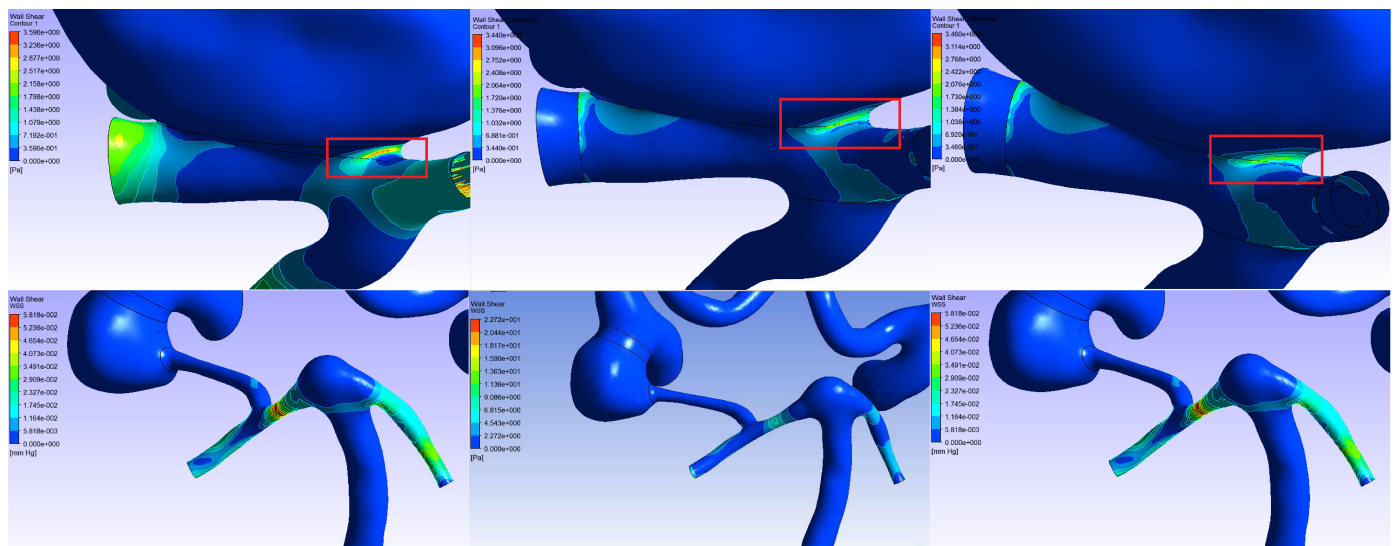 Wall Shear
Contour 1
3.596e+000
3.236e+000
2.877e+000
2.517e+000
2.158e+000
1.798e+000
1.438e+000
1.079e+000
7.192e-001
3.596e-001
0.000e+000
[Pa]
Wall Shear Difference
Contour 1
3.440e+000
3.096e+000
2.752e+000
2.408e+000
2.064e+000
1.720e+000
1.376e+000
1.032e+000
6.881e-001
3.440e-001
0.000e+000
[Pa]
Wall Shear Difference
Contour 1
3.460e+000
3.114e+000
2.768e+000
2.422e+000
2.076e+000
1.730e+000
1.384e+000
1.038e+000
6.920e-001
3.460e-001
0.000e+000
[Pa]
Wall Shear
WSS
5.818e-002
5.236e-002
4.654e-002
4.073e-002
3.491e-002
2.909e-002
2.327e-002
1.745e-002
1.164e-002
5.818e-003
0.000e+000
[mm Hg]
Wall Shear
WSS
2.272e+001
2.044e+001
1.817e+001
1.590e+001
1.363e+001
1.136e+001
9.086e+000
6.815e+000
4.543e+000
2.272e+000
0.000e+000
[Pa]
Wall Shear
WSS
5.818e-002
5.236e-002
4.654e-002
4.073e-002
3.491e-002
2.909e-002
2.327e-002
1.745e-002
1.164e-002
5.818e-003
0.000e+000
[mm Hg]